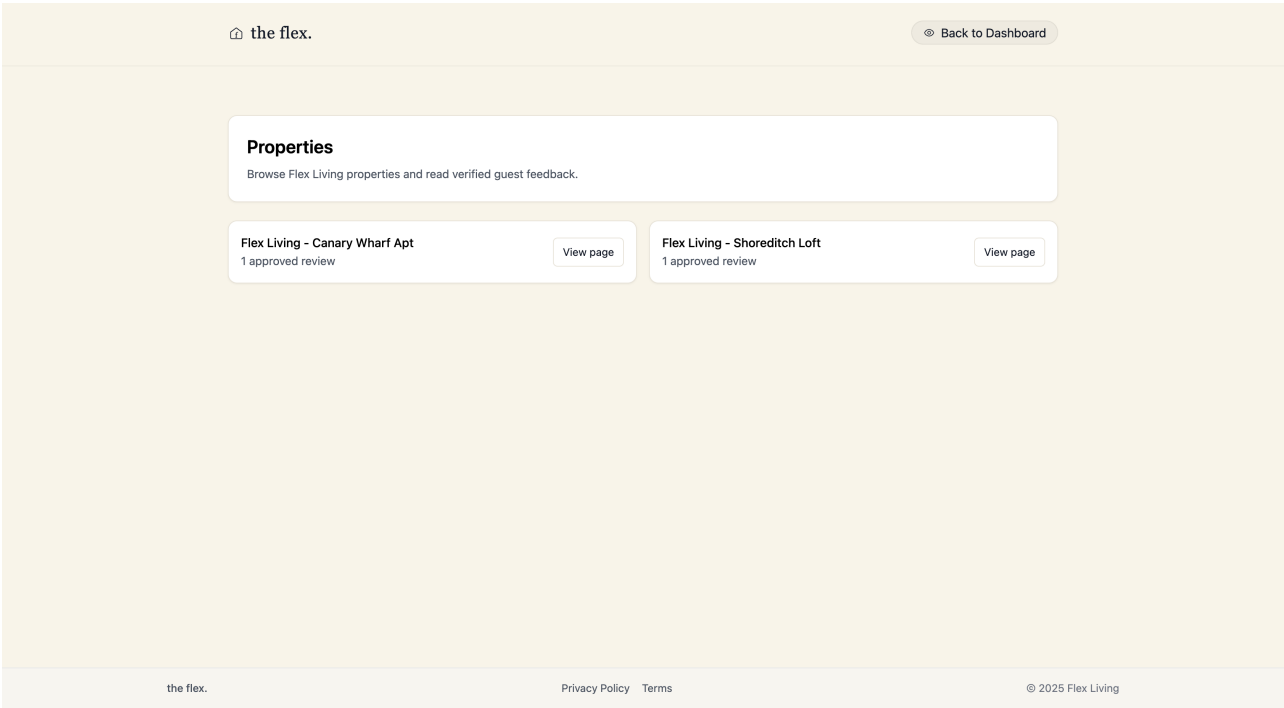 the flex.
Back to Dashboard
Properties
Browse Flex Living properties and read verified guest feedback.
Flex Living - Canary Wharf Apt
1 approved review
View page
Flex Living - Shoreditch Loft
1 approved review
View page
the flex.
Privacy Policy
Terms
© 2025 Flex Living